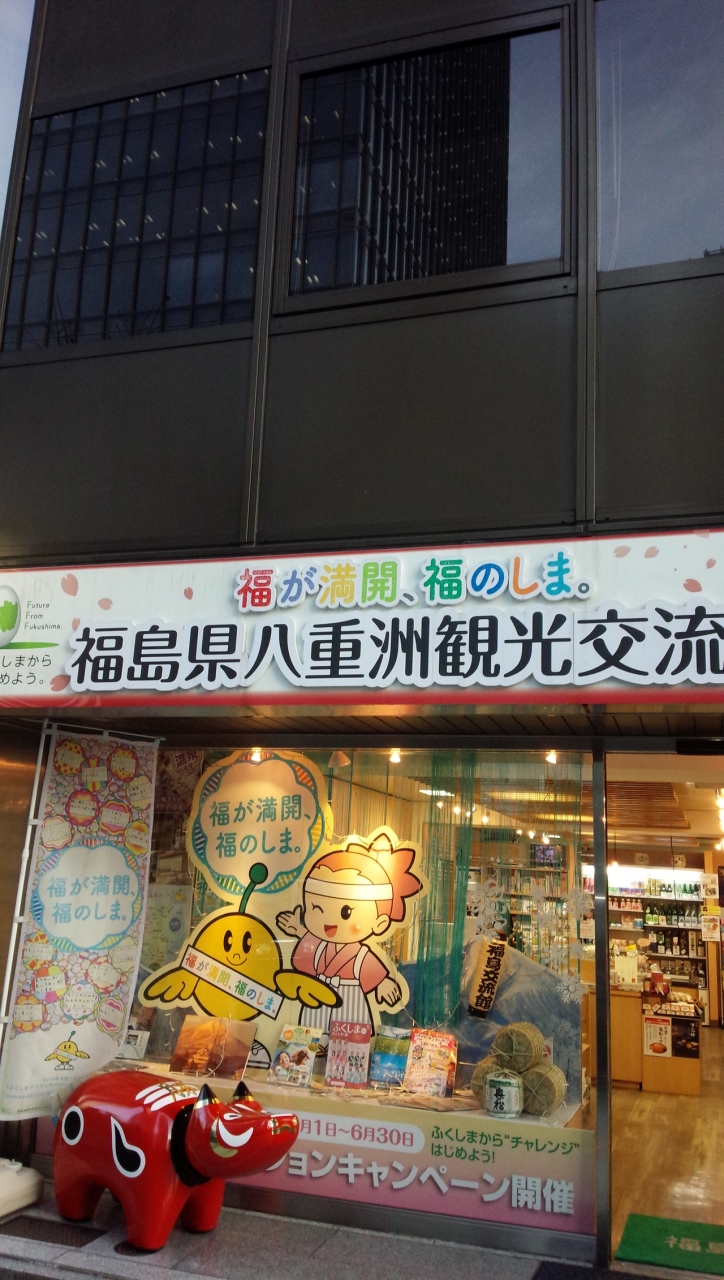 福が満開、福のしま。
Future
From
Fukushima.
しまから
めよう。
福島県八重洲観光交流
福が満開、
福のしま。
福が満開、
福のしま。
福が満開、福のしま。
福島交流館
ふくしま
奥の松
月1日~6月30日
ふくしまから"チャレンジ"
はじめよう!
ションキャンペーン開催
福島